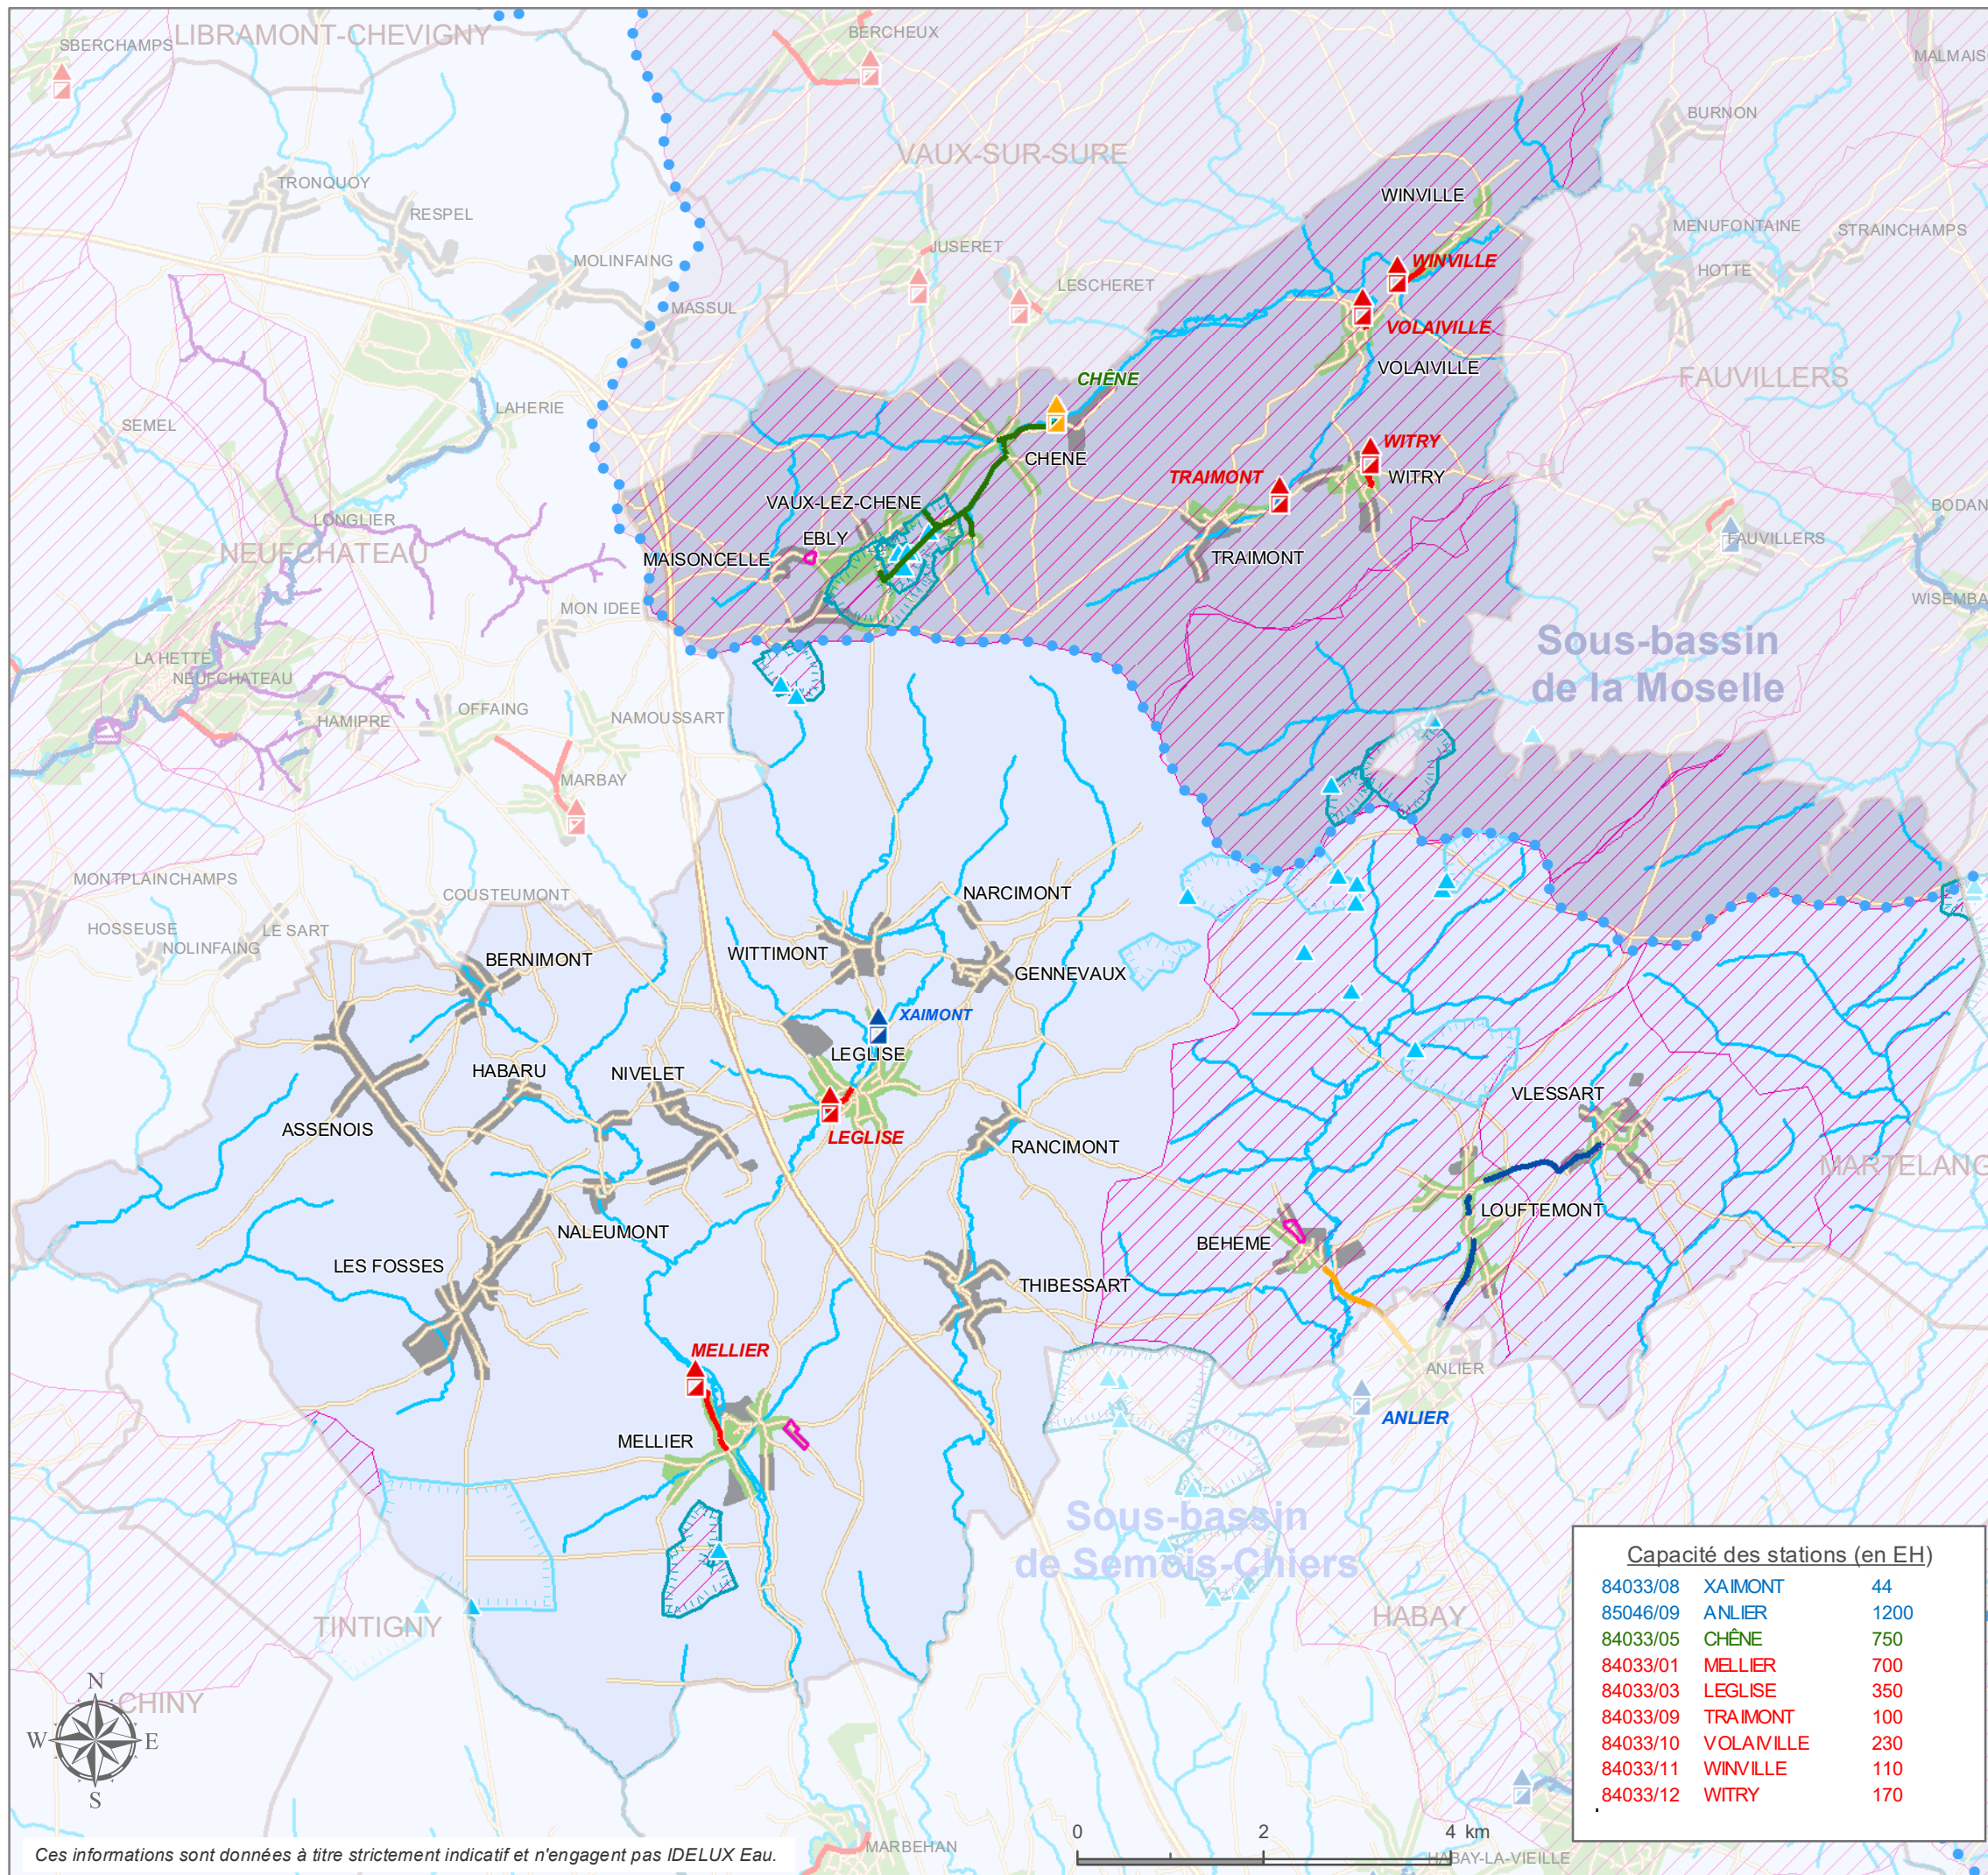 SBERCHAMPS
LIBRAMONT-CHEVIGNY
BERCHEUX
MALMAIS
BURNON
VAUX-SUR-SURE
TRONQUOY
RESPEL
WINVILLE
MENUFONTAINE
STRAINCHAMPS
JUSERET
MOLINFAING
WINVILLE
HOTTE
LESCHERET
MASSUL
VOLAIVILLE
VOLAIVILLE
CHÊNE
FAUVILLERS
LAHERIE
SEMEL
WITRY
CHENE
TRAIMONT
WITRY
VAUX-LEZ-CHENE
BODAN
LONGLIER
EBLY
FAUVILLERS
NEUFCHATEAU
MAISONCELLE
TRAIMONT
MON IDEE
WISEMBA
Sous-bassin
de la Moselle
LA HETTE
NEUFCHATEAU
OFFAING
NAMOUSSART
HAMIPRE
MARBAY
MONTPLAINCHAMPS
COUSTEUMONT
NARCIMONT
HOSSEUSE
LE SART
NOLINFAING
WITTIMONT
BERNIMONT
GENNEVAUX
XAIMONT
LEGLISE
HABARU
NIVELET
VLESSART
ASSENOIS
LEGLISE
RANCIMONT
MARTELANG
LOUFTEMONT
NALEUMONT
BEHEME
LES FOSSES
THIBESSART
MELLIER
ANLIER
ANLIER
MELLIER
Sous-bassin
de Semois-Chiers
TINTIGNY
HABAY
CHINY
N
W
E
S
MARBEHAN
HABAY-LA-VIEILLE
0 2 4 km
Capacité des stations (en EH)
84033/08 XAIMONT 44
85046/09 ANLIER 1200
84033/05 CHÊNE 750
84033/01 MELLIER 700
84033/03 LEGLISE 350
84033/09 TRAIMONT 100
84033/10 VOLAIVILLE 230
84033/11 WINVILLE 110
84033/12 WITRY 170
Ces informations sont données à titre strictement indicatif et n'engagent pas IDELUX Eau.